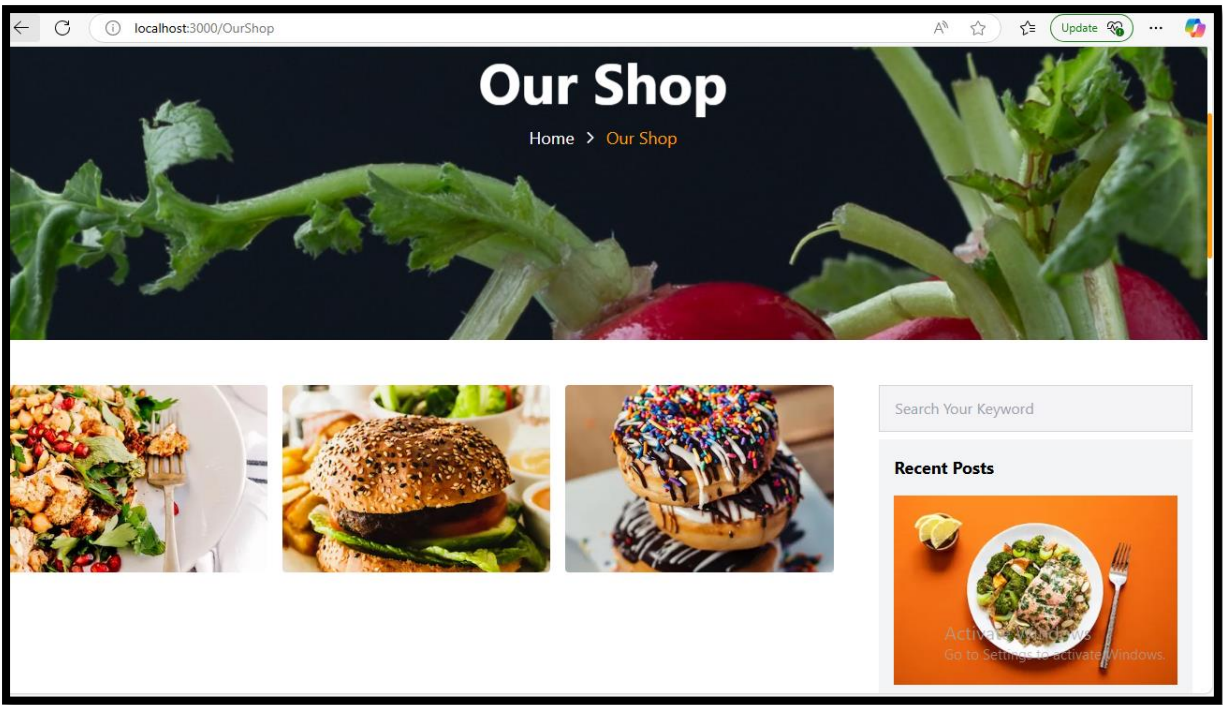 localhost:3000/OurShop
Update
Our Shop
Home > Our Shop
Search Your Keyword
Recent Posts
Activate Windows
Go to Settings to activate Windows.